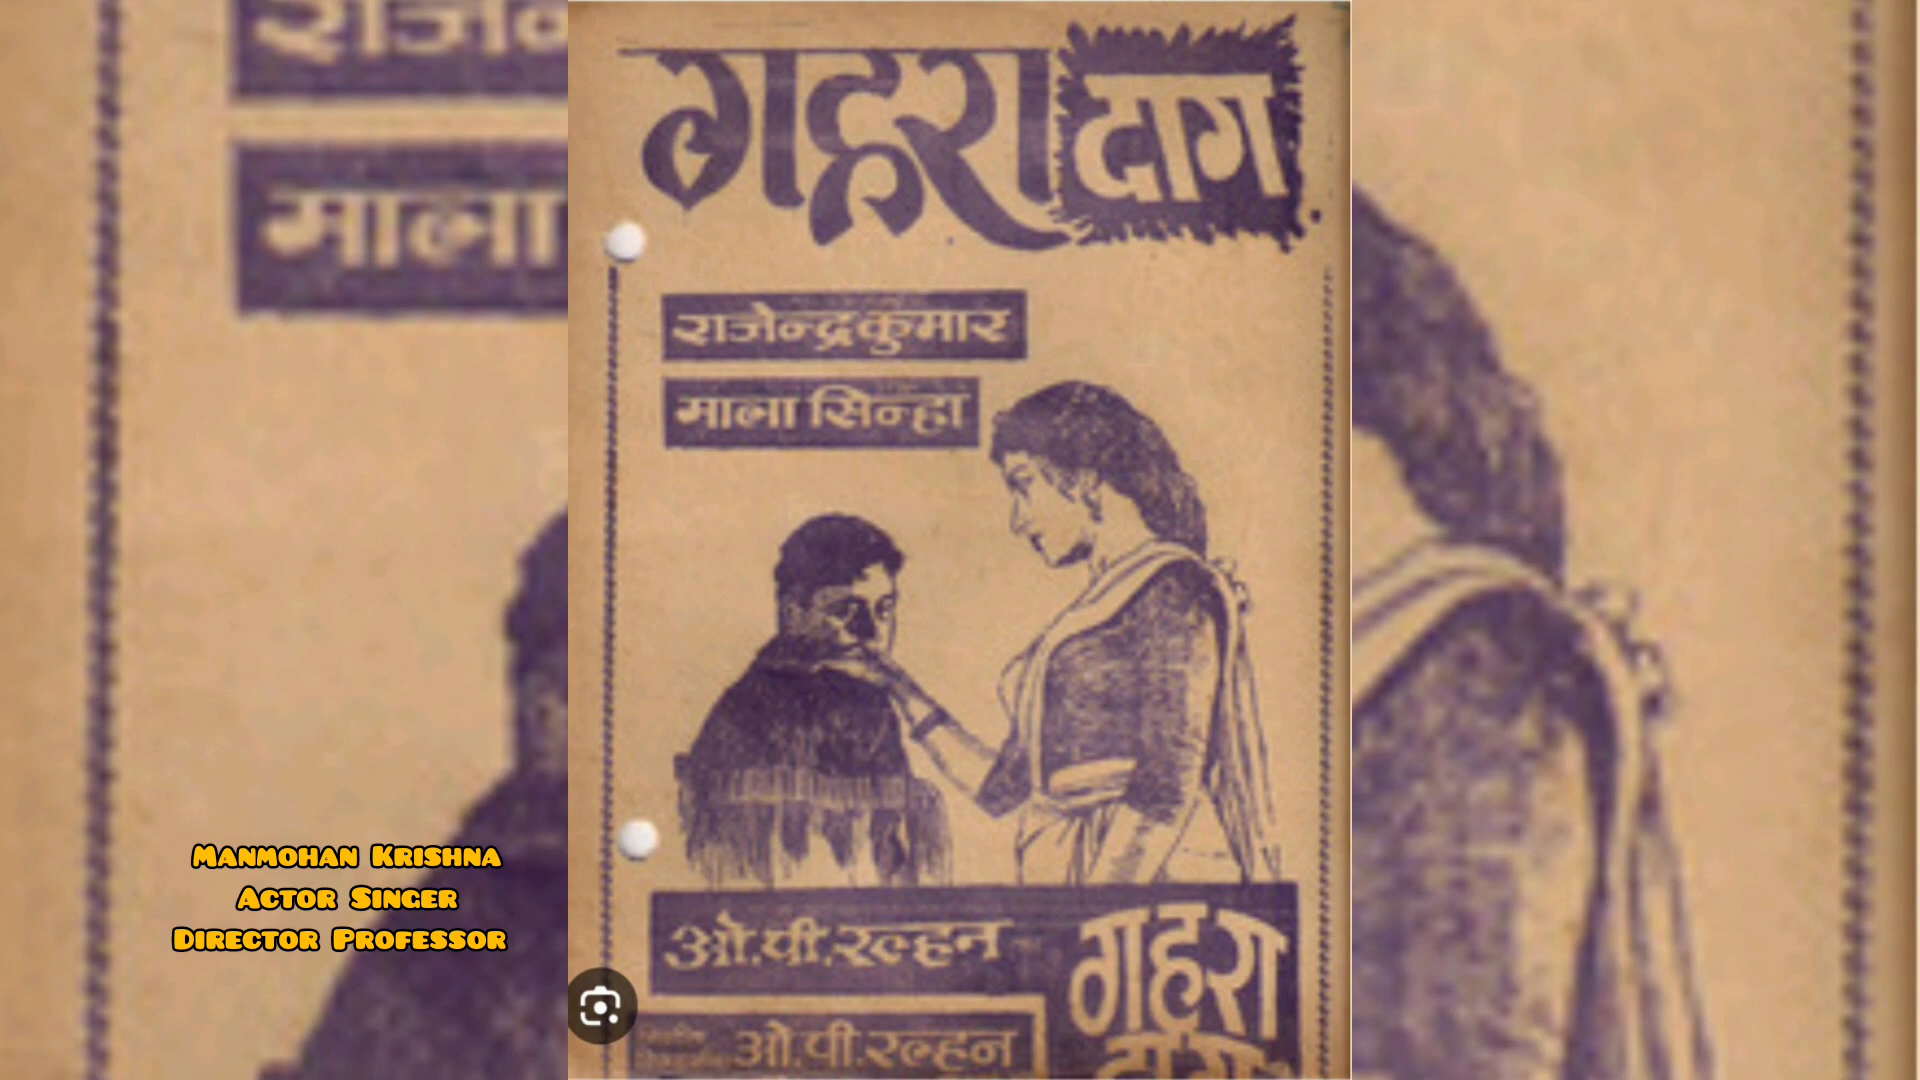 राजे
माला
गहरा दाग
राजेन्द्र कुमार
माला सिन्हा
ओ.पी. रल्हन
गहरा
दाग
ओ.पी. रल्हन
Manmohan Krishna
Actor Singer
Director Professor